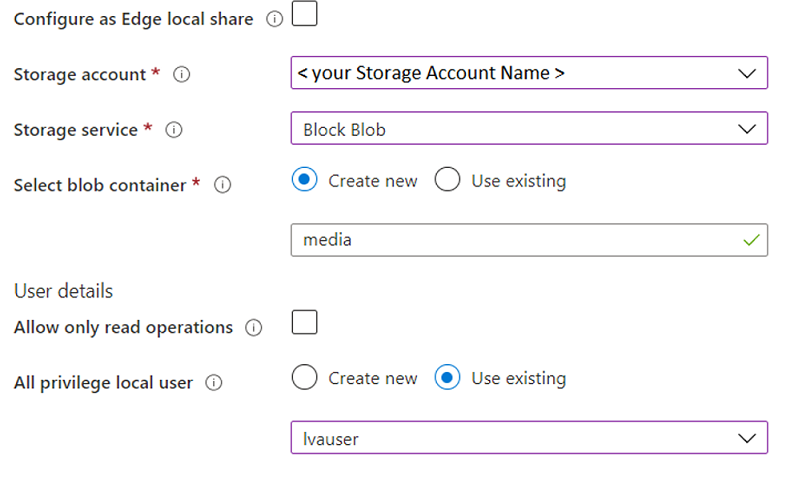 Configure as Edge local share
Storage account *
< your Storage Account Name >
Storage service *
Block Blob
Select blob container *
Create new
Use existing
media
User details
Allow only read operations
All privilege local user
Create new
Use existing
lvauser